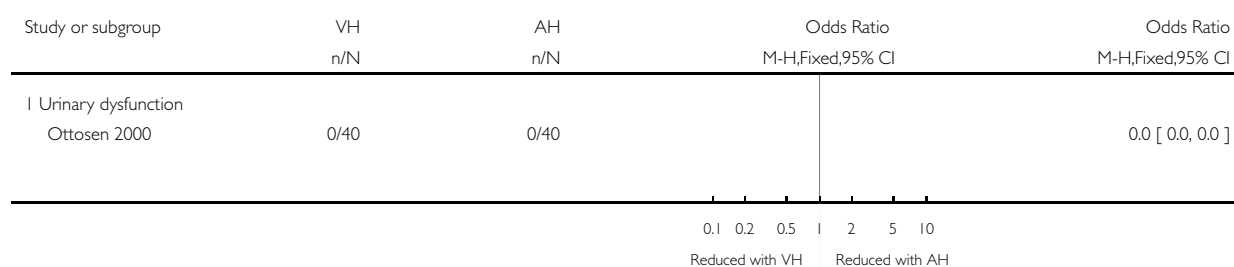 Study or subgroup VH AH Odds Ratio Odds Ratio
n/N n/N M-H,Fixed,95% CI M-H,Fixed,95% CI
1 Urinary dysfunction
Ottosen 2000 0/40 0/40 0.0 [ 0.0, 0.0 ]
0.1 0.2 0.5 1 2 5 10
Reduced with VH Reduced with AH